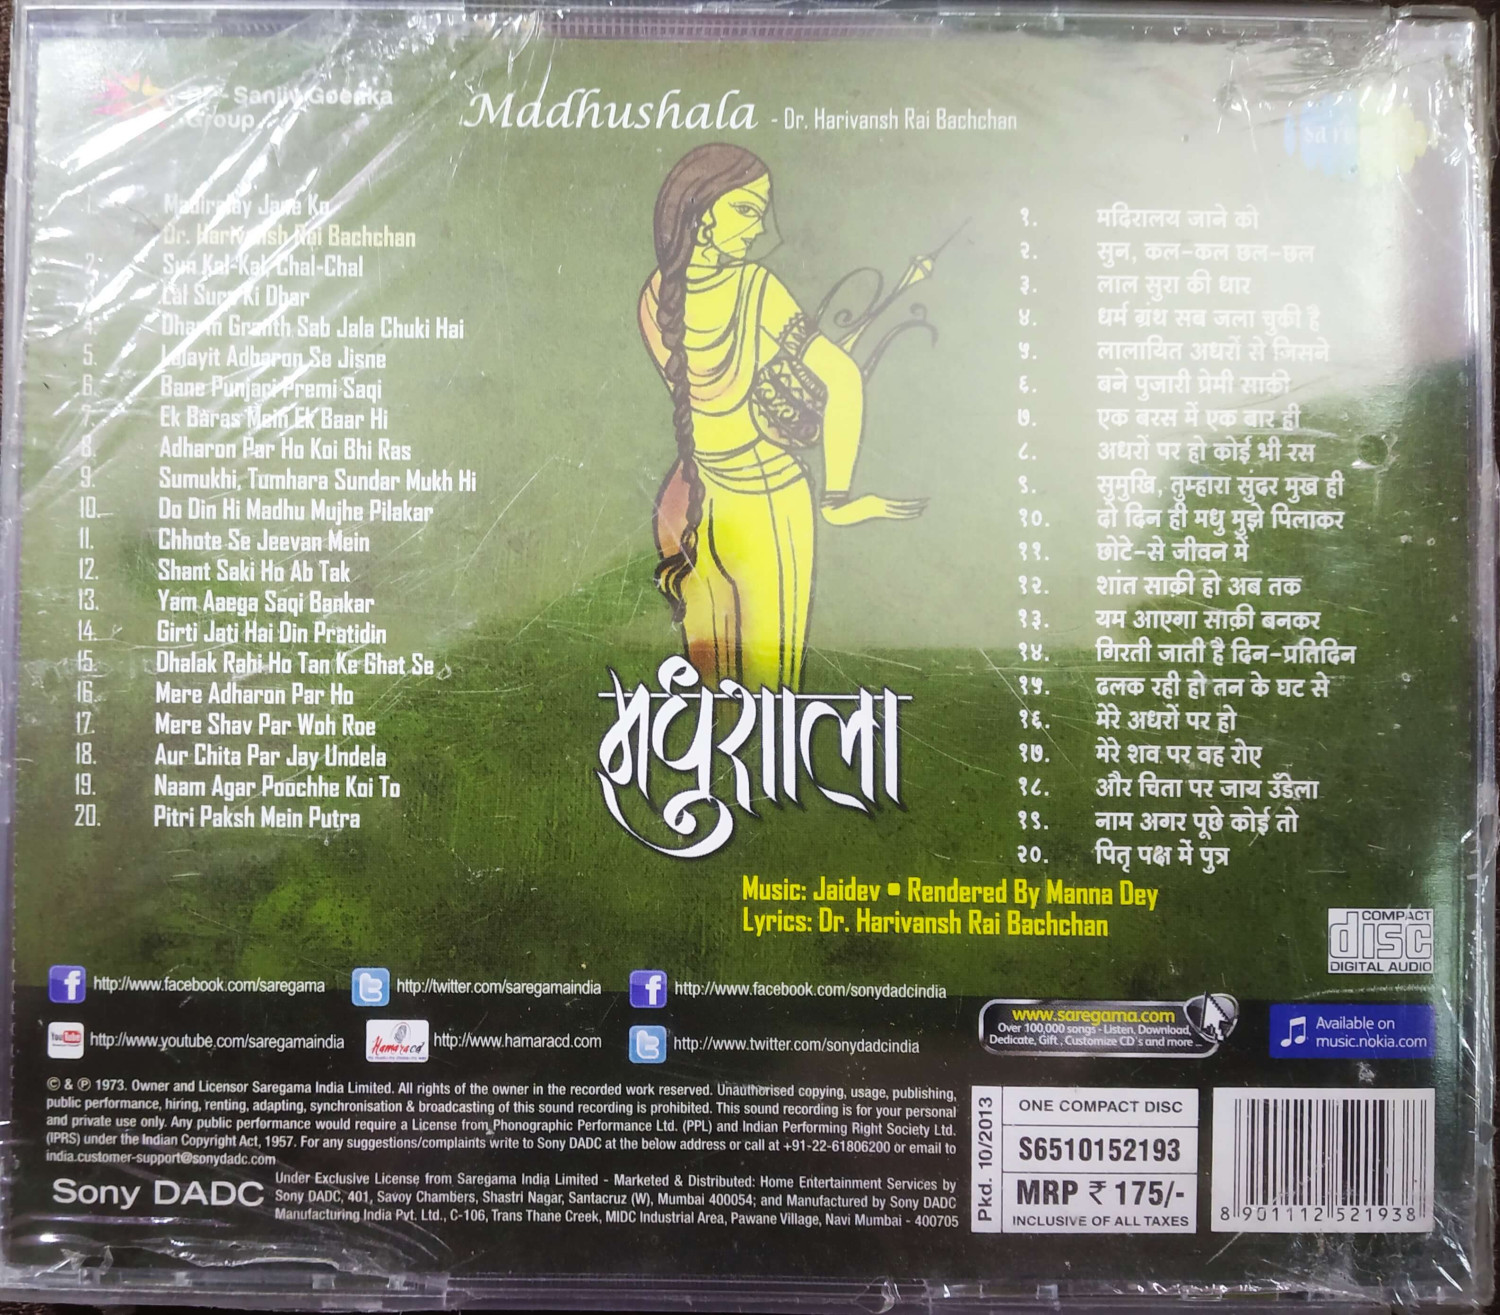 Sanjiv Goenka
Group
Madhushala - Dr. Harivansh Rai Bachchan
1. Madiralay Jane Ko
Dr. Harivansh Rai Bachchan
2. Sun Kal-Kal, Chal-Chal
Lal Sura Ki Dhar
4. Dharm Granth Sab Jala Chuki Hai
5. Lalayit Adharon Se Jisne
6. Bane Punjari Premi Saqi
7. Ek Baras Mein Ek Baar Hi
8. Adharon Par Ho Koi Bhi Ras
9. Sumukhi, Tumhara Sundar Mukh Hi
10. Do Din Hi Madhu Mujhe Pilakar
11. Chhote Se Jeevan Mein
12. Shant Saki Ho Ab Tak
13. Yam Aaega Saqi Bankar
14. Girti Jati Hai Din Pratidin
15. Dhalak Rahi Ho Tan Ke Ghat Se
16. Mere Adharon Par Ho
17. Mere Shav Par Woh Roe
18. Aur Chita Par Jay Undela
19. Naam Agar Poochhe Koi To
20. Pitri Paksh Mein Putra
१. मदिरालय जाने को
२. सुन, कल-कल छल-छल
३. लाल सुरा की धार
४. धर्म ग्रंथ सब जला चुकी है
५. लालायित अधरों से जिसने
६. बने पुजारी प्रेमी साक़ी
७. एक बरस में एक बार ही
८. अधरों पर हो कोई भी रस
९. सुमुखि, तुम्हारा सुंदर मुख ही
१०. दो दिन ही मधु मुझे पिलाकर
११. छोटे-से जीवन में
१२. शांत साक़ी हो अब तक
१३. यम आएगा साक़ी बनकर
१४. गिरती जाती है दिन-प्रतिदिन
१५. ढलक रही हो तन के घट से
१६. मेरे अधरों पर हो
१७. मेरे शव पर वह रोए
१८. और चिता पर जाय उँडेला
१९. नाम अगर पूछे कोई तो
२०. पितृ पक्ष में पुत्र
मधुशाला
Music: Jaidev • Rendered By Manna Dey
Lyrics: Dr. Harivansh Rai Bachchan
COMPACT
disc
DIGITAL AUDIO
http://www.facebook.com/saregama
http://twitter.com/saregamaindia
http://www.facebook.com/sonydadcindia
YouTube http://www.youtube.com/saregamaindia
Hamaracd http://www.hamaracd.com
http://www.twitter.com/sonydadcindia
www.saregama.com
Over 100,000 songs - Listen, Download,
Dedicate, Gift, Customize CD's and more ...
Available on
music.nokia.com
© & ℗ 1973. Owner and Licensor Saregama India Limited. All rights of the owner in the recorded work reserved. Unauthorised copying, usage, publishing,
public performance, hiring, renting, adapting, synchronisation & broadcasting of this sound recording is prohibited. This sound recording is for your personal
and private use only. Any public performance would require a License from Phonographic Performance Ltd. (PPL) and Indian Performing Right Society Ltd.
(IPRS) under the Indian Copyright Act, 1957. For any suggestions/complaints write to Sony DADC at the below address or call at +91-22-61806200 or email to
india.customer-support@sonydadc.com
Sony DADC
Under Exclusive License from Saregama India Limited - Marketed & Distributed: Home Entertainment Services by
Sony DADC, 401, Savoy Chambers, Shastri Nagar, Santacruz (W), Mumbai 400054; and Manufactured by Sony DADC
Manufacturing India Pvt. Ltd., C-106, Trans Thane Creek, MIDC Industrial Area, Pawane Village, Navi Mumbai - 400705
Pkd. 10/2013
ONE COMPACT DISC
S6510152193
MRP ₹ 175/-
INCLUSIVE OF ALL TAXES
8 901112 521938